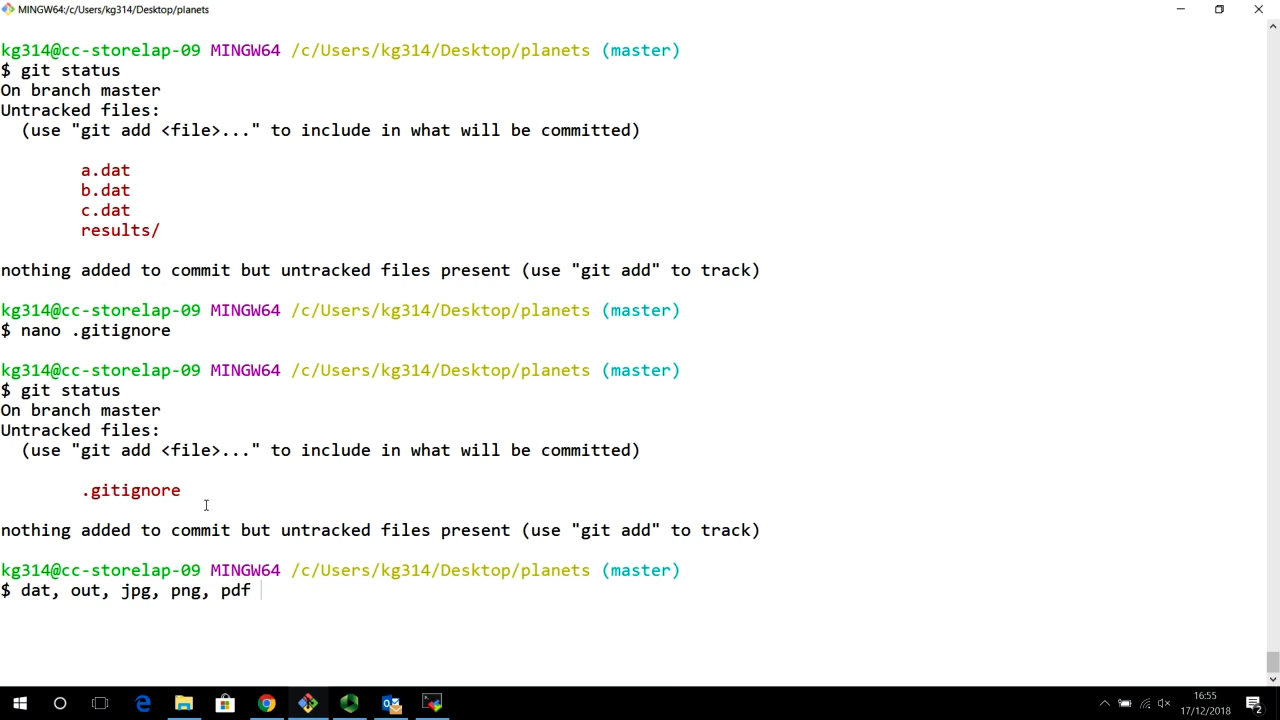 MINGW64:/c/Users/kg314/Desktop/planets
kg314@cc-storelap-09 MINGW64 /c/Users/kg314/Desktop/planets (master)
$ git status
On branch master
Untracked files:
(use "git add <file>..." to include in what will be committed)
a.dat
b.dat
c.dat
results/
nothing added to commit but untracked files present (use "git add" to track)
kg314@cc-storelap-09 MINGW64 /c/Users/kg314/Desktop/planets (master)
$ nano .gitignore
kg314@cc-storelap-09 MINGW64 /c/Users/kg314/Desktop/planets (master)
$ git status
On branch master
Untracked files:
(use "git add <file>..." to include in what will be committed)
.gitignore
nothing added to commit but untracked files present (use "git add" to track)
kg314@cc-storelap-09 MINGW64 /c/Users/kg314/Desktop/planets (master)
$ dat, out, jpg, png, pdf
16:55
17/12/2018
2